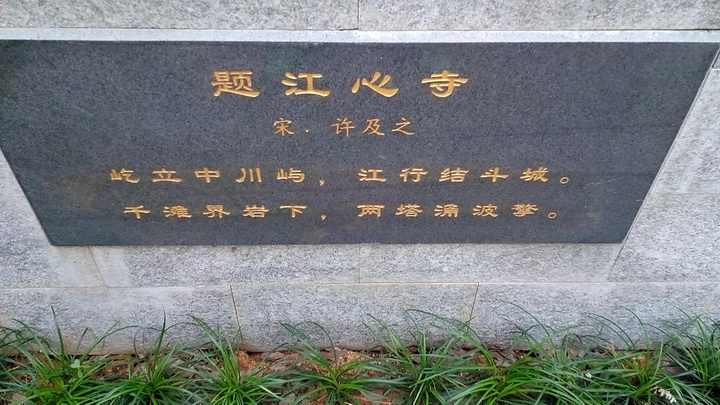 题江心寺
宋·许及之
屹立中川屿，江行结斗城。
千滩界岩下，两塔涌波擎。